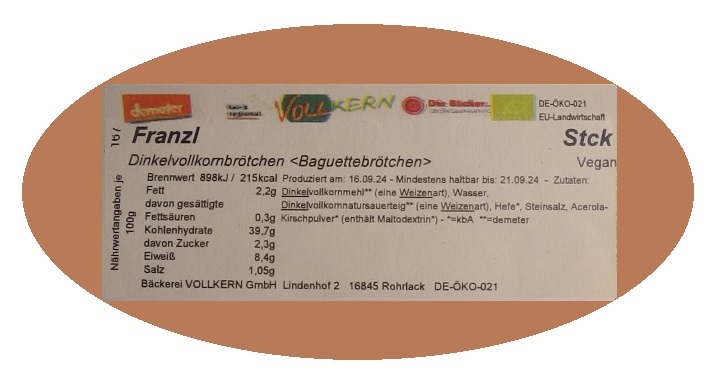 demeter
VOLLKERN
Die Bäcker.
DE-ÖKO-021
EU-Landwirtschaft
167
Franzl
Stck
Dinkelvollkornbrötchen <Baguettebrötchen>
Vegan
Nährwertangaben je
100g
Brennwert 898kJ / 215kcal
Fett 2,2g
davon gesättigte
Fettsäuren 0,3g
Kohlenhydrate 39,7g
davon Zucker 2,3g
Eiweiß 8,4g
Salz 1,05g
Produziert am: 16.09.24 - Mindestens haltbar bis: 21.09.24 - Zutaten:
Dinkelvollkornmehl** (eine Weizenart), Wasser,
Dinkelvollkornnatursauerteig** (eine Weizenart), Hefe*, Steinsalz, Acerola-
Kirschpulver* (enthält Maltodextrin*) - *=kbA **=demeter
Bäckerei VOLLKERN GmbH Lindenhof 2 16845 Rohrlack DE-ÖKO-021